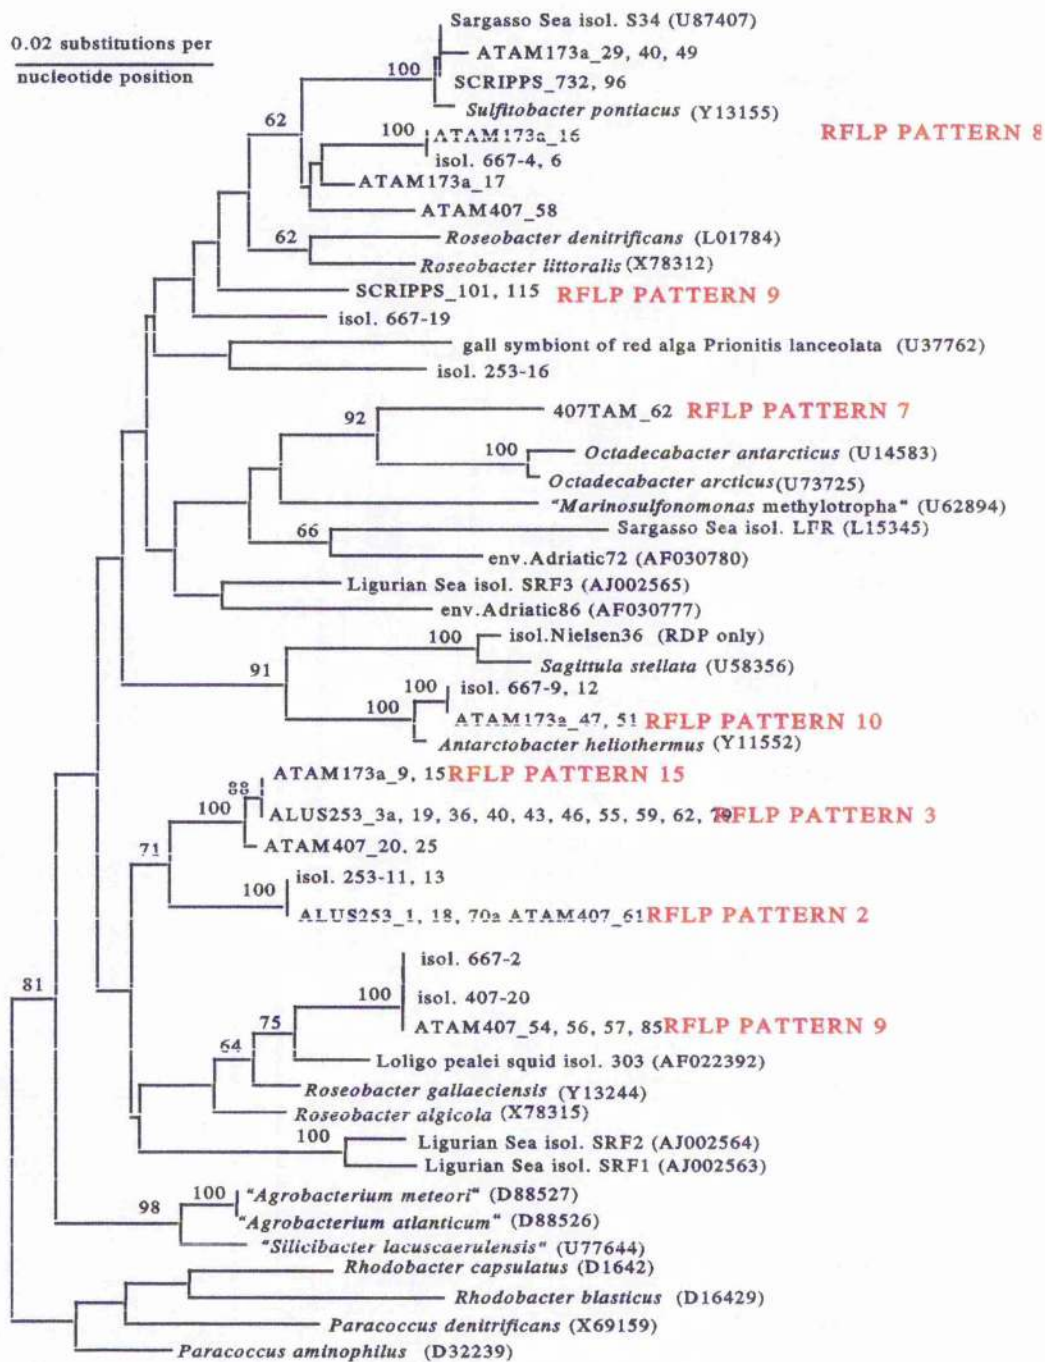 Sargasso Sea isol. S34 (U87407)
0.02 substitutions per
nucleotide position
ATAM173a_29, 40, 49
100
SCRIPPS_732, 96
Sulfitobacter pontiacus (Y13155)
62
100
ATAM173a_16
RFLP PATTERN 8
isol. 667-4, 6
ATAM173a_17
ATAM407_58
62
Roseobacter denitrificans (L01784)
Roseobacter littoralis (X78312)
SCRIPPS_101, 115 RFLP PATTERN 9
isol. 667-19
gall symbiont of red alga Prionitis lanceolata (U37762)
isol. 253-16
92
407TAM_62 RFLP PATTERN 7
100
Octadecabacter antarcticus (U14583)
Octadecabacter arcticus(U73725)
"Marinosulfonomonas methylotropha" (U62894)
66
Sargasso Sea isol. LFR (L15345)
env.Adriatic72 (AF030780)
Ligurian Sea isol. SRF3 (AJ002565)
env.Adriatic86 (AF030777)
100
isol.Nielsen36 (RDP only)
Sagittula stellata (U58356)
91
100
isol. 667-9, 12
100
ATAM173a_47, 51 RFLP PATTERN 10
Antarctobacter heliothermus (Y11552)
88
ATAM173a_9, 15 RFLP PATTERN 15
100
ALUS253_3a, 19, 36, 40, 43, 46, 55, 59, 62, 79 RFLP PATTERN 3
ATAM407_20, 25
71
isol. 253-11, 13
100
ALUS253_1, 18, 70a ATAM407_61 RFLP PATTERN 2
isol. 667-2
81
100
isol. 407-20
ATAM407_54, 56, 57, 85 RFLP PATTERN 9
75
64
Loligo pealei squid isol. 303 (AF022392)
Roseobacter gallaeciensis (Y13244)
Roseobacter algicola (X78315)
100
Ligurian Sea isol. SRF2 (AJ002564)
Ligurian Sea isol. SRF1 (AJ002563)
100
"Agrobacterium meteori" (D88527)
98
"Agrobacterium atlanticum" (D88526)
"Silicibacter lacuscaerulensis" (U77644)
Rhodobacter capsulatus (D1642)
Rhodobacter blasticus (D16429)
Paracoccus denitrificans (X69159)
Paracoccus aminophilus (D32239)